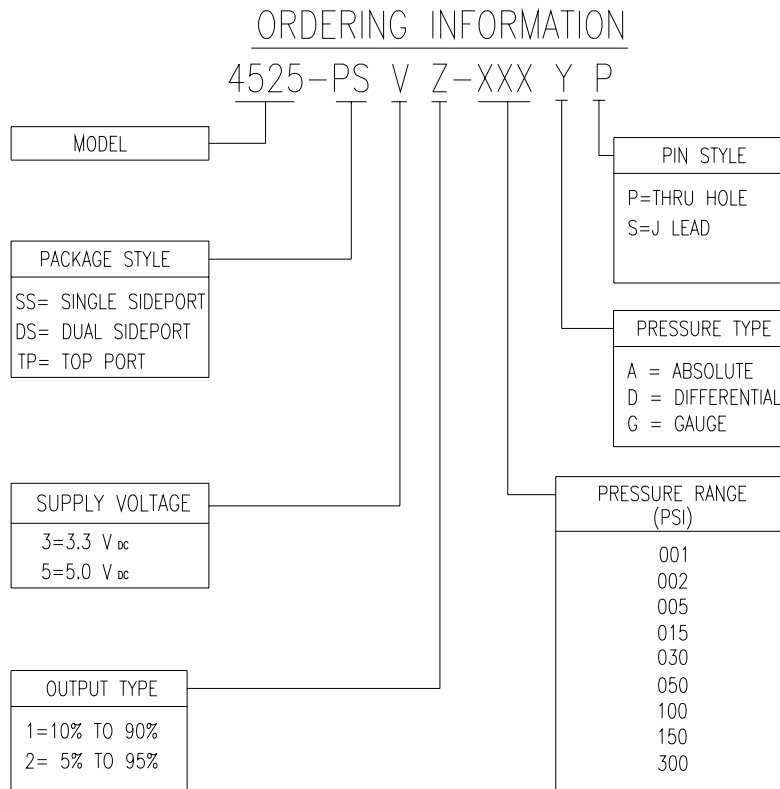 ORDERING INFORMATION
4525-PS V Z-XXX Y P
MODEL
PIN STYLE
P=THRU HOLE
S=J LEAD
PACKAGE STYLE
SS= SINGLE SIDEPORT
DS= DUAL SIDEPORT
TP= TOP PORT
PRESSURE TYPE
A = ABSOLUTE
D = DIFFERENTIAL
G = GAUGE
SUPPLY VOLTAGE
3=3.3 V DC
5=5.0 V DC
PRESSURE RANGE
(PSI)
001
002
005
015
030
050
100
150
300
OUTPUT TYPE
1=10% TO 90%
2= 5% TO 95%